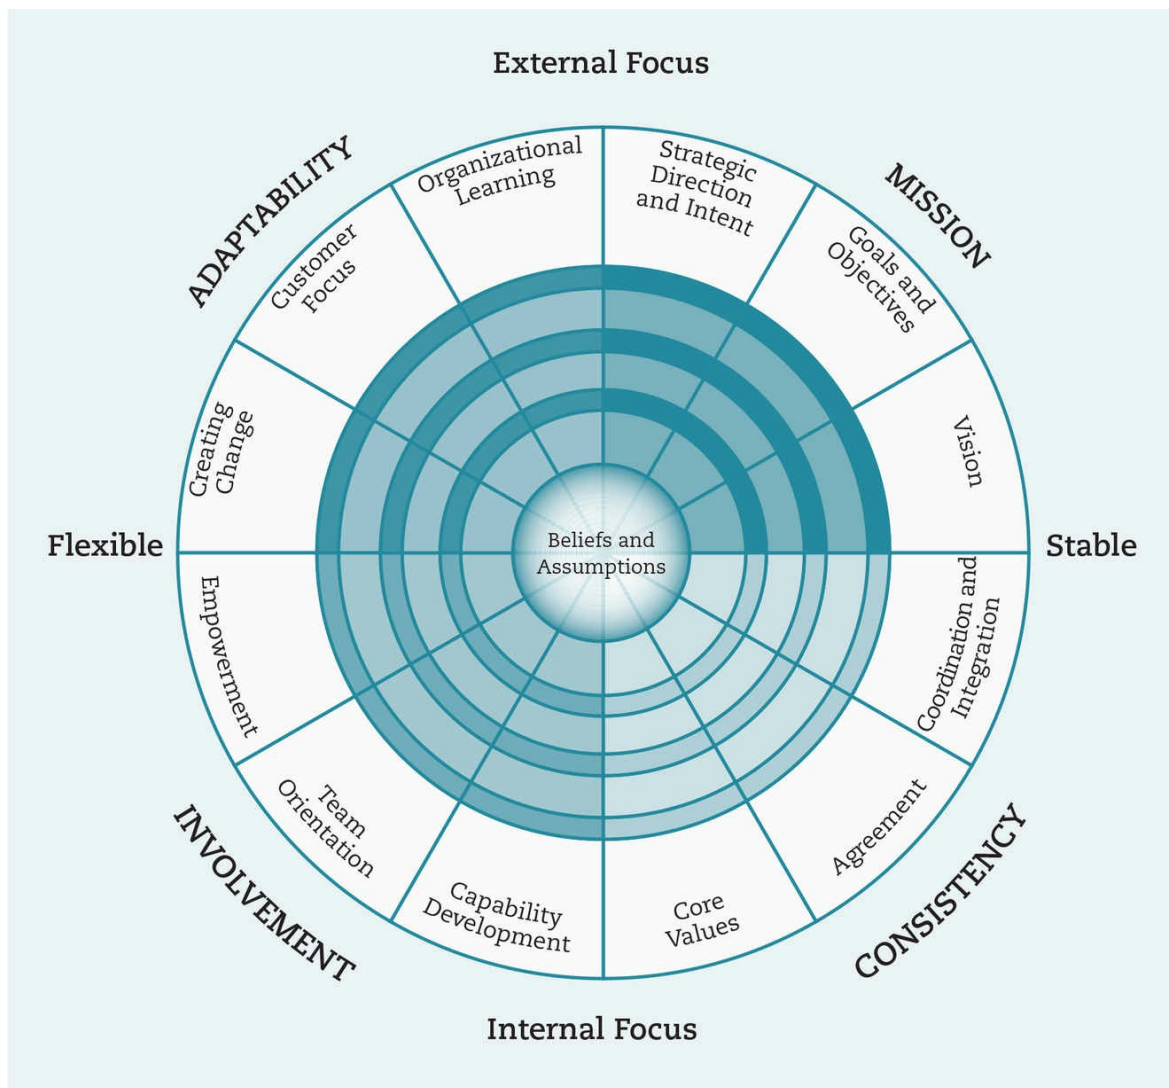 External Focus
ADAPTABILITY
MISSION
Organizational
Learning
Strategic
Direction
and Intent
Customer
Focus
Goals and
Objectives
Creating
Change
Vision
Flexible
Beliefs and
Assumptions
Stable
Empowerment
Coordination and
Integration
Team
Orientation
Agreement
Capability
Development
Core
Values
INVOLVEMENT
CONSISTENCY
Internal Focus